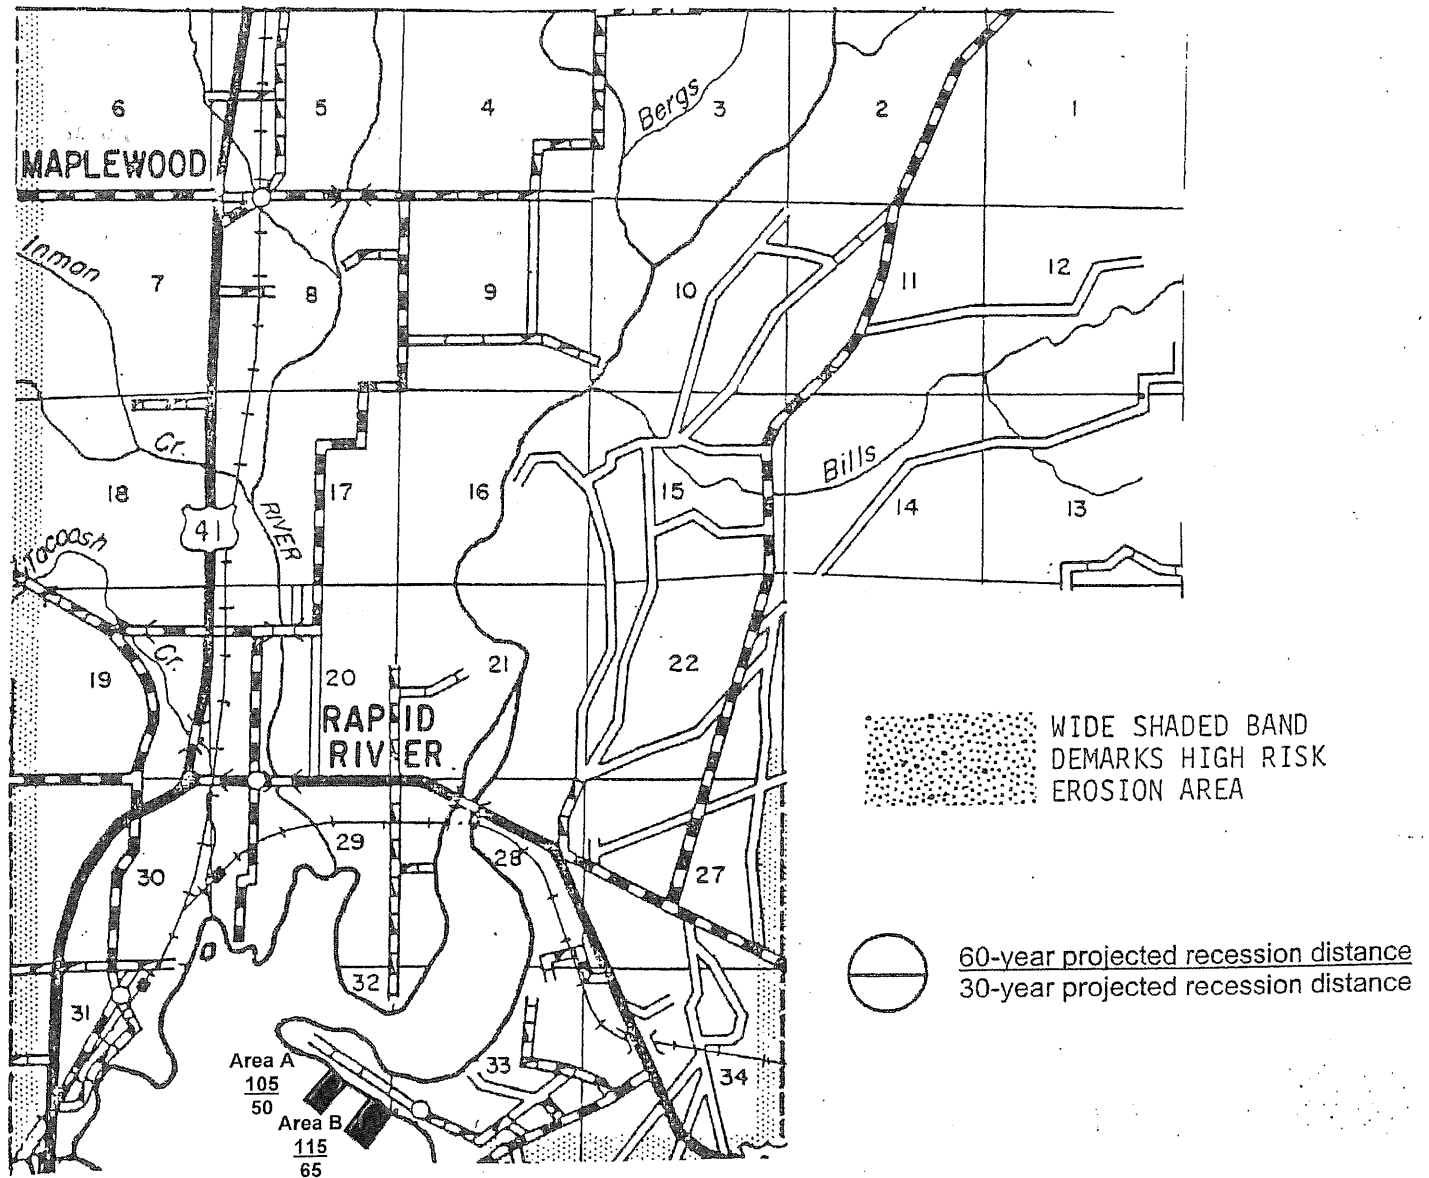 6
5
4
Bergs
3
2
1
MAPLEWOOD
Inman
7
8
9
10
11
12
Cr.
18
41
RIVER
17
16
15
Bills
14
13
Tacoosh
Cr.
19
20
21
22
RAPID
RIVER
WIDE SHADED BAND
DEMARKS HIGH RISK
EROSION AREA
30
29
28
27
60-year projected recession distance
30-year projected recession distance
31
32
33
34
Area A
105
50
Area B
115
65